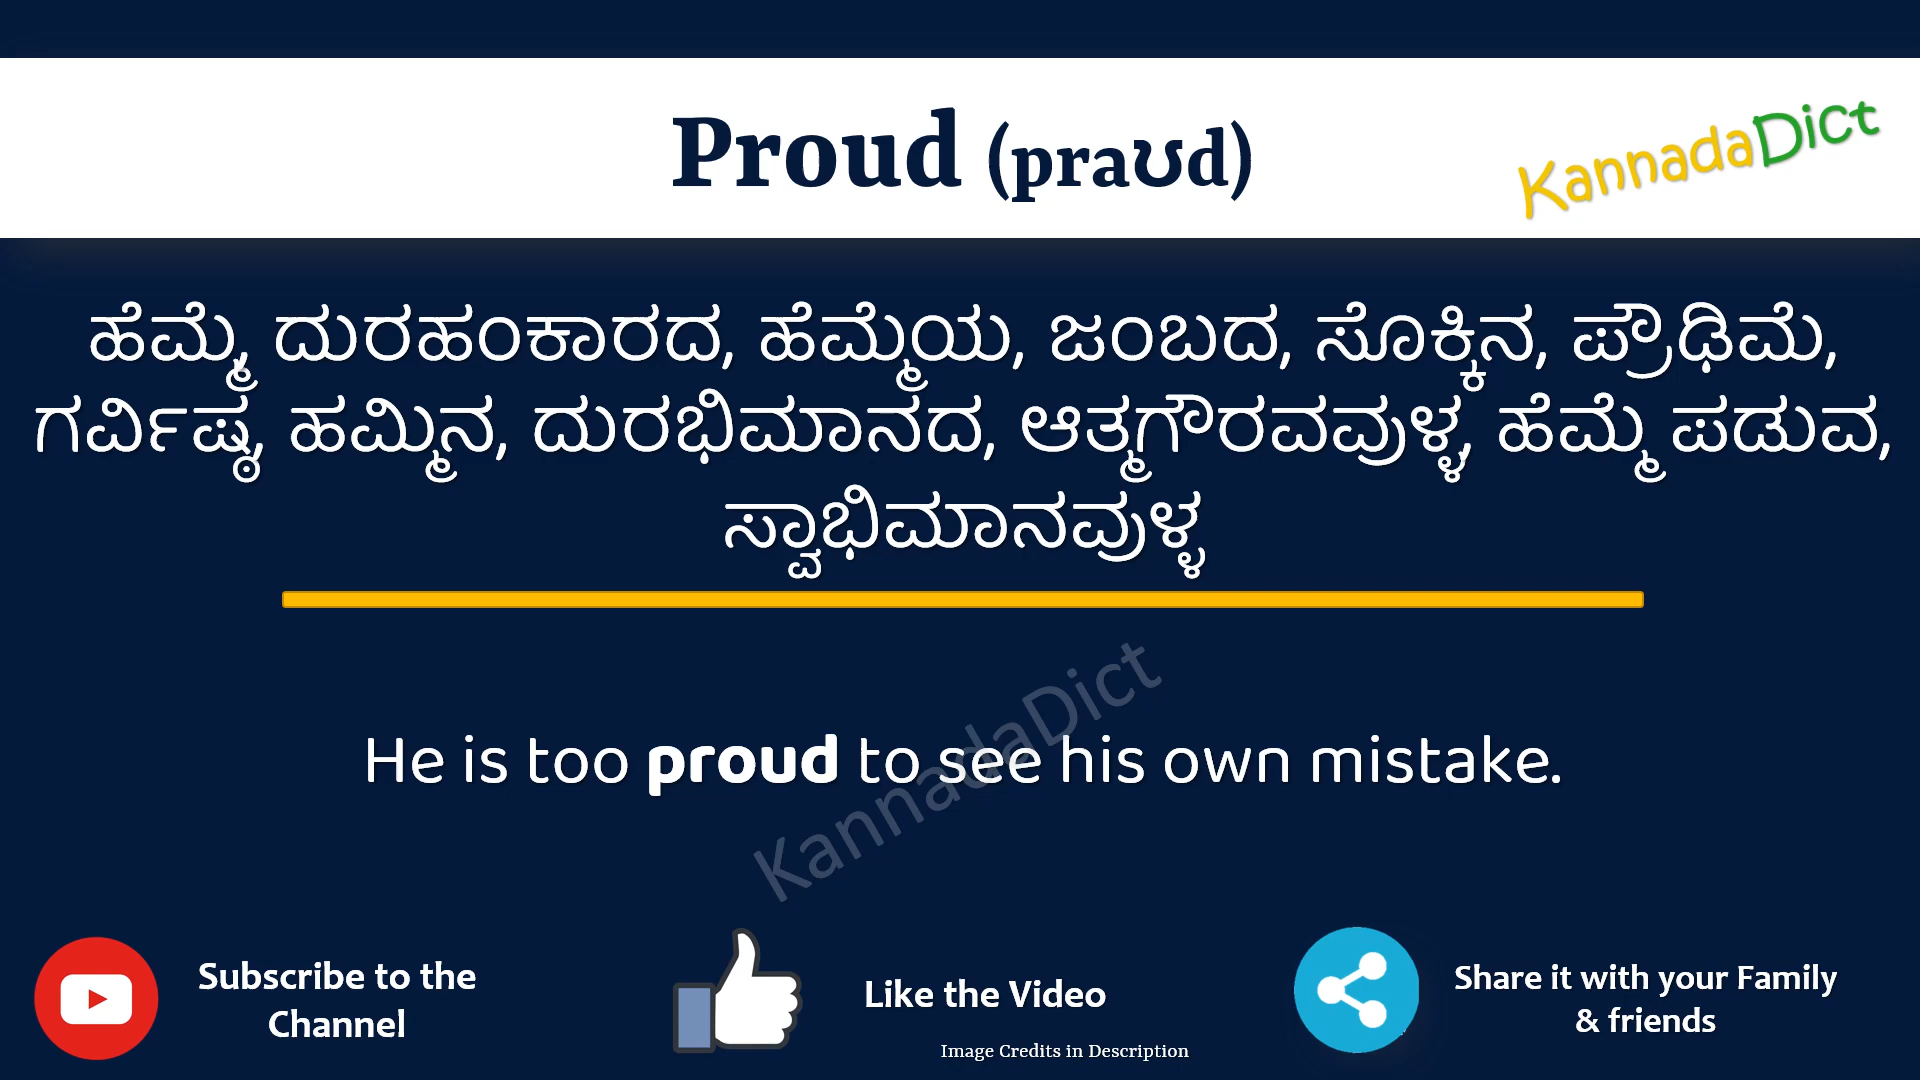 Proud (praʊd)
KannadaDict
ಹೆಮ್ಮೆ, ದುರಹಂಕಾರದ, ಹೆಮ್ಮೆಯ, ಜಂಬದ, ಸೊಕ್ಕಿನ, ಪ್ರೌಢಿಮೆ,
ಗರ್ವಿಷ್ಠ, ಹಮ್ಮಿನ, ದುರಭಿಮಾನದ, ಆತ್ಮಗೌರವವುಳ್ಳ, ಹೆಮ್ಮೆ ಪಡುವ,
ಸ್ವಾಭಿಮಾನವುಳ್ಳ
He is too proud to see his own mistake.
KannadaDict
Subscribe to the
Channel
Like the Video
Share it with your Family
& friends
Image Credits in Description